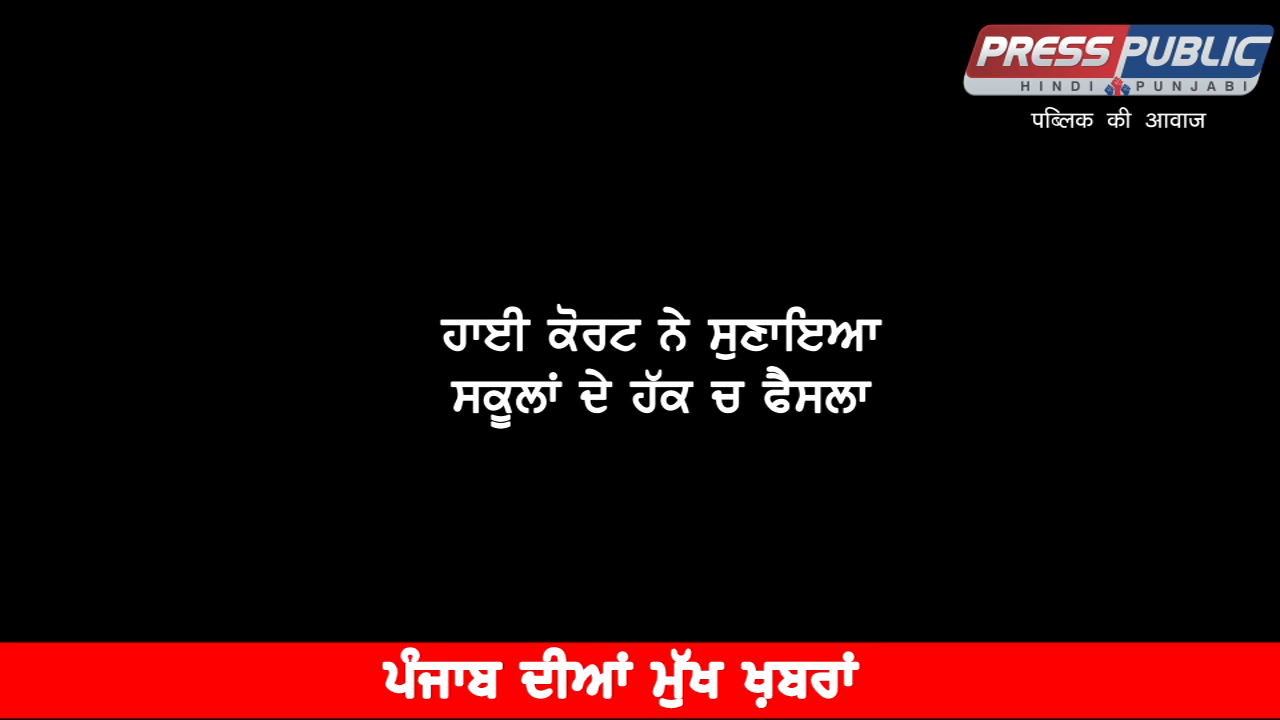 PRESS PUBLIC
HINDI PUNJABI
पब्लिक की आवाज
ਹਾਈ ਕੋਰਟ ਨੇ ਸੁਣਾਇਆ
ਸਕੂਲਾਂ ਦੇ ਹੱਕ ਚ ਫੈਸਲਾ
ਪੰਜਾਬ ਦੀਆਂ ਮੁੱਖ ਖ਼ਬਰਾਂ